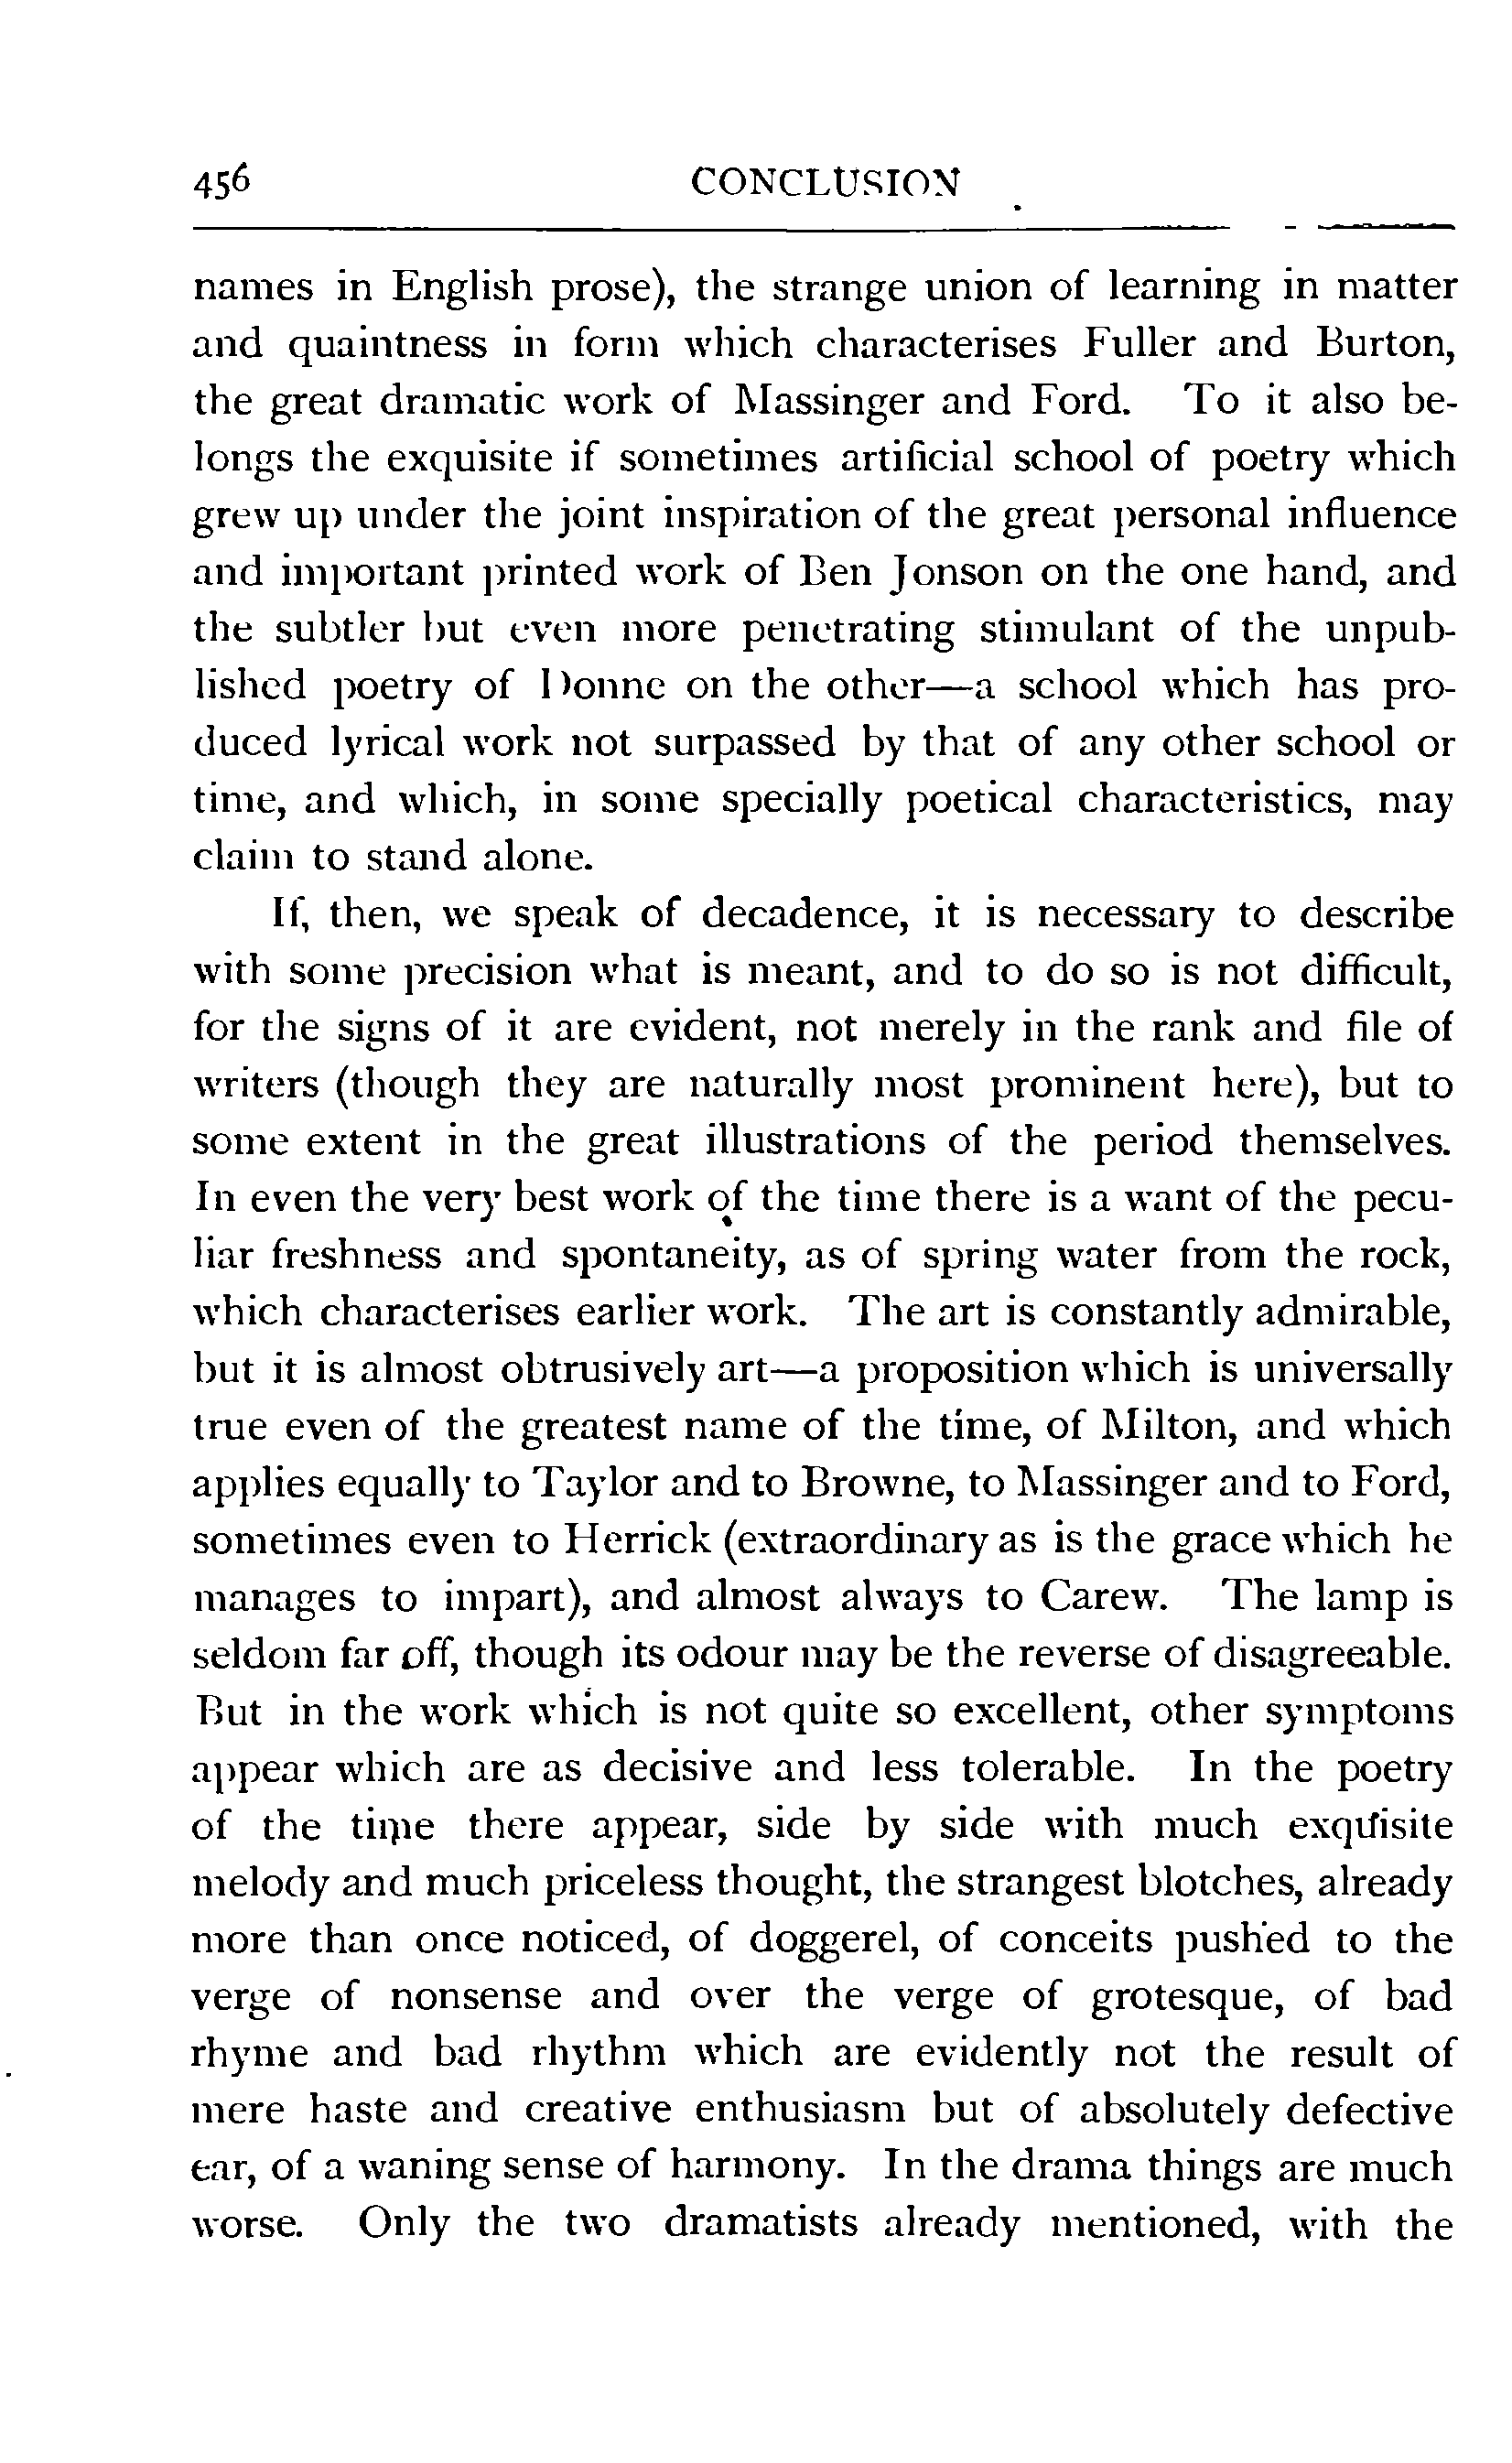 456 CONCLUSION
names in English prose), the strange union of learning in matter
and quaintness in form which characterises Fuller and Burton,
the great dramatic work of Massinger and Ford. To it also be-
longs the exquisite if sometimes artificial school of poetry which
grew up under the joint inspiration of the great personal influence
and important printed work of Ben Jonson on the one hand, and
the subtler but even more penetrating stimulant of the unpub-
lished poetry of Donne on the other—a school which has pro-
duced lyrical work not surpassed by that of any other school or
time, and which, in some specially poetical characteristics, may
claim to stand alone.
If, then, we speak of decadence, it is necessary to describe
with some precision what is meant, and to do so is not difficult,
for the signs of it are evident, not merely in the rank and file of
writers (though they are naturally most prominent here), but to
some extent in the great illustrations of the period themselves.
In even the very best work of the time there is a want of the pecu-
liar freshness and spontaneity, as of spring water from the rock,
which characterises earlier work. The art is constantly admirable,
but it is almost obtrusively art—a proposition which is universally
true even of the greatest name of the time, of Milton, and which
applies equally to Taylor and to Browne, to Massinger and to Ford,
sometimes even to Herrick (extraordinary as is the grace which he
manages to impart), and almost always to Carew. The lamp is
seldom far off, though its odour may be the reverse of disagreeable.
But in the work which is not quite so excellent, other symptoms
appear which are as decisive and less tolerable. In the poetry
of the time there appear, side by side with much exquisite
melody and much priceless thought, the strangest blotches, already
more than once noticed, of doggerel, of conceits pushed to the
verge of nonsense and over the verge of grotesque, of bad
rhyme and bad rhythm which are evidently not the result of
mere haste and creative enthusiasm but of absolutely defective
ear, of a waning sense of harmony. In the drama things are much
worse. Only the two dramatists already mentioned, with the